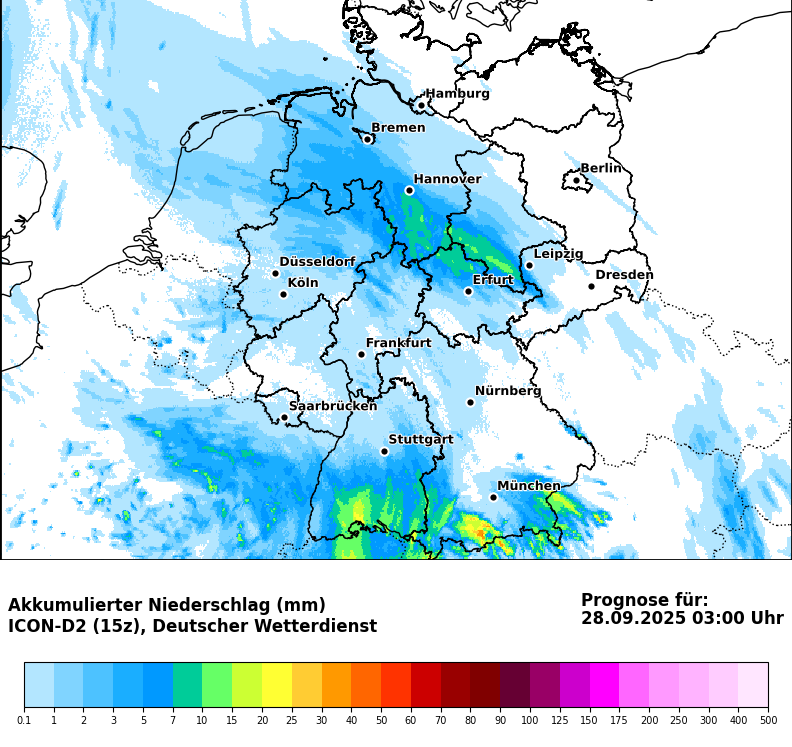 Hamburg
Bremen
Berlin
Hannover
Leipzig
Düsseldorf
Dresden
Köln
Erfurt
Frankfurt
Nürnberg
Saarbrücken
Stuttgart
München
Akkumulierter Niederschlag (mm)
ICON-D2 (15z), Deutscher Wetterdienst
Prognose für:
28.09.2025 03:00 Uhr
0.1 1 2 3 5 7 10 15 20 25 30 40 50 60 70 80 90 100 125 150 175 200 250 300 400 500